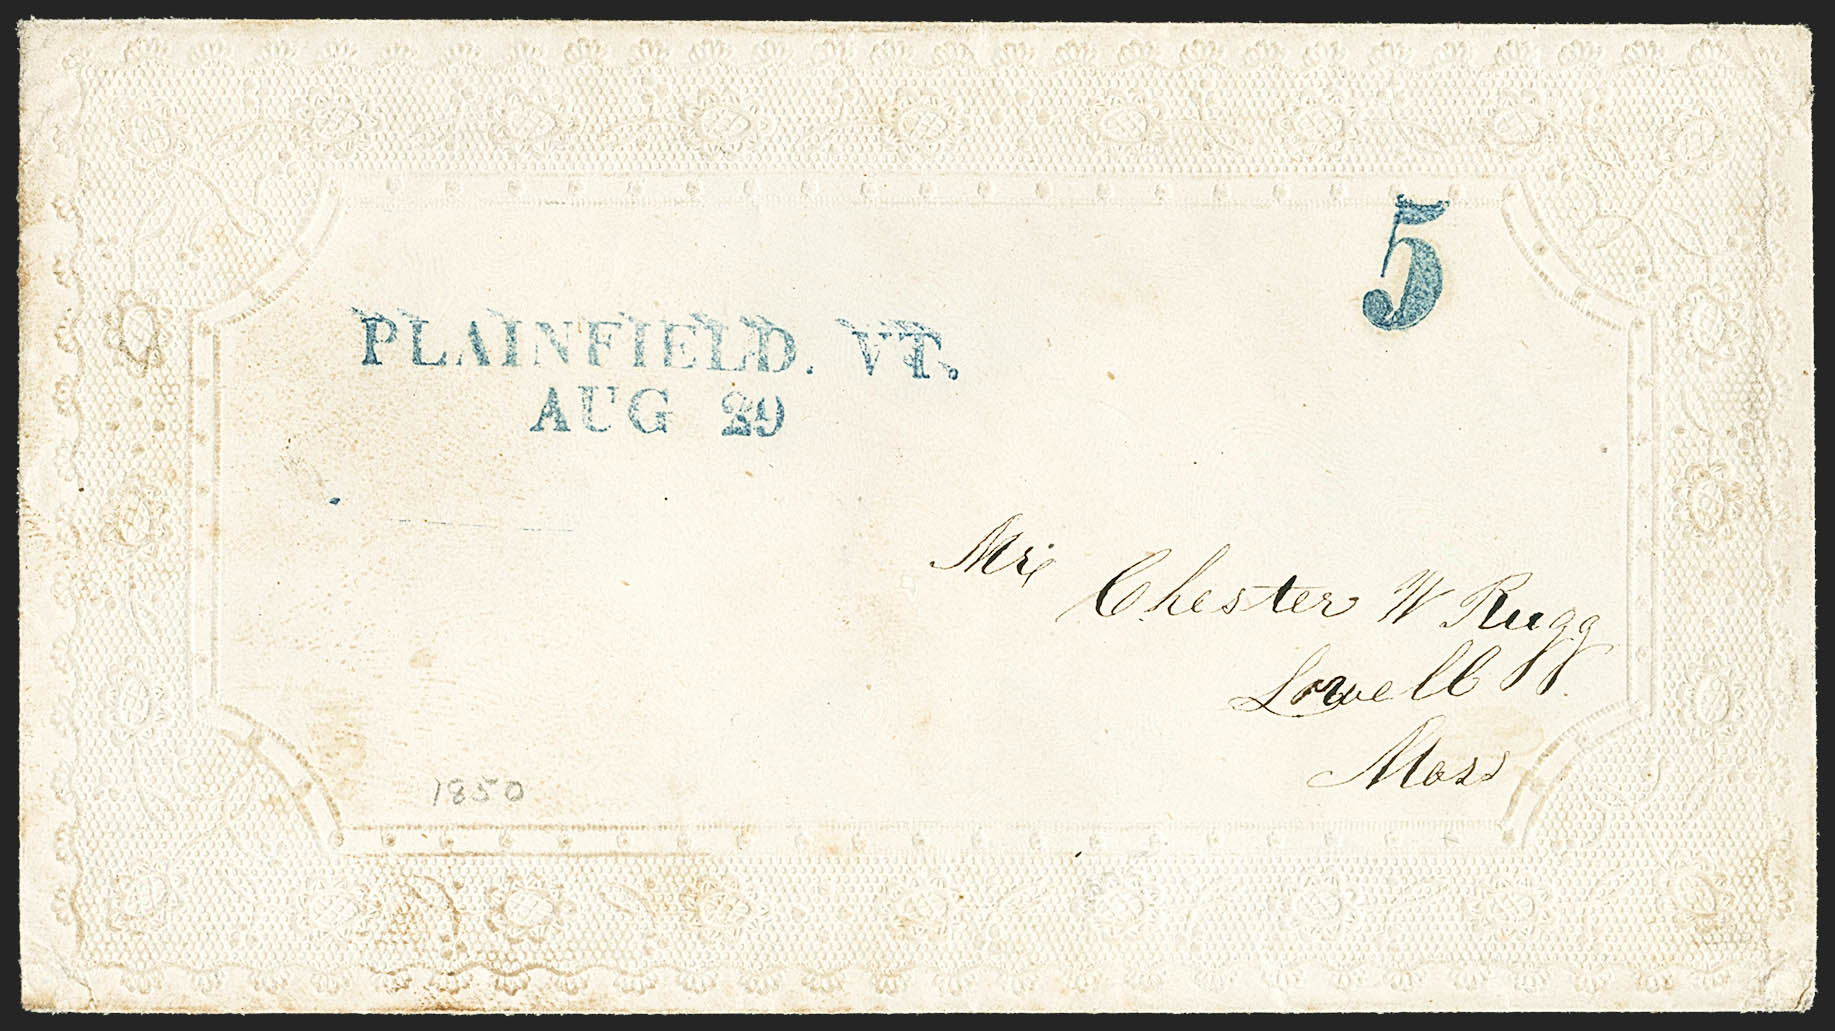 5
PLAINFIELD. VT.
AUG 29
Mr. Chester W Rugg
Lowell
Mass
1850